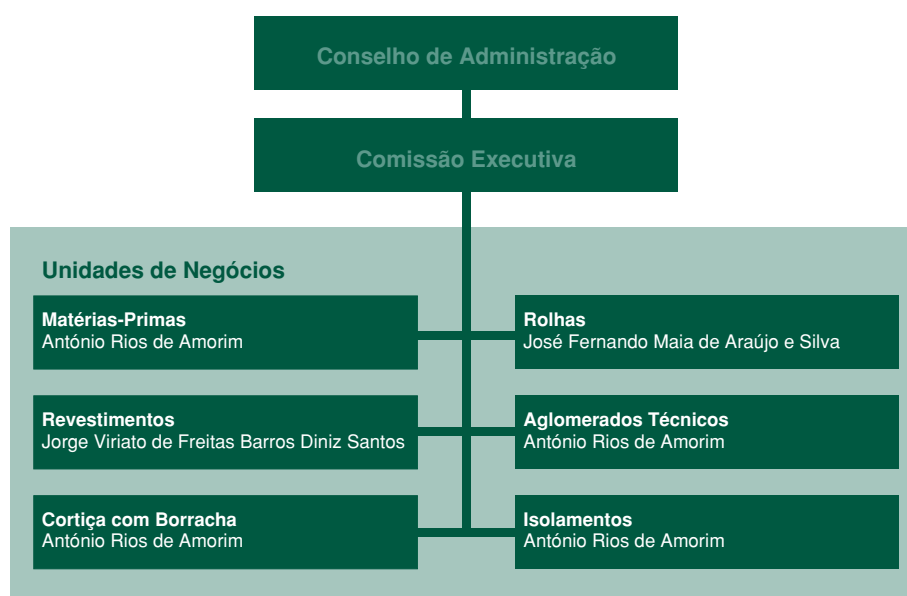 Conselho de Administração
Comissão Executiva
Unidades de Negócios
Matérias-Primas
António Rios de Amorim
Rolhas
José Fernando Maia de Araújo e Silva
Revestimentos
Jorge Viriato de Freitas Barros Diniz Santos
Aglomerados Técnicos
António Rios de Amorim
Cortiça com Borracha
António Rios de Amorim
Isolamentos
António Rios de Amorim